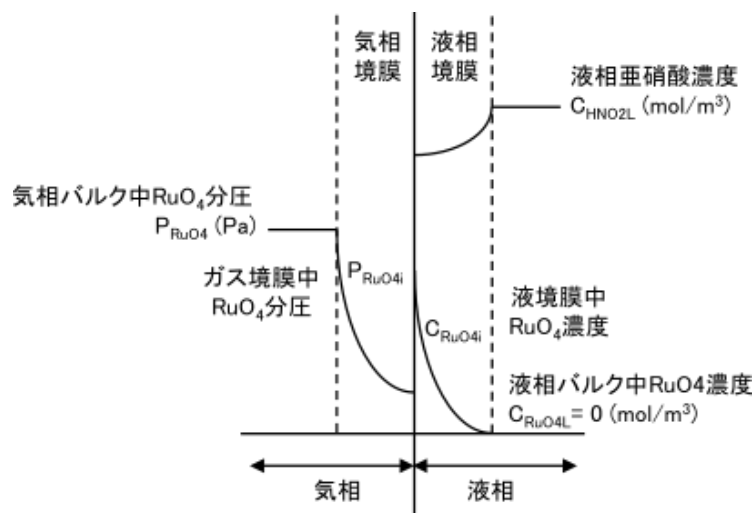 気相
境膜
液相
境膜
液相亜硝酸濃度
C_HNO2L (mol/m³)
気相バルク中RuO₄分圧
P_RuO4 (Pa)
ガス境膜中
RuO₄分圧
P_RuO4i
C_RuO4i
液境膜中
RuO₄濃度
液相バルク中RuO4濃度
C_RuO4L= 0 (mol/m³)
気相
液相